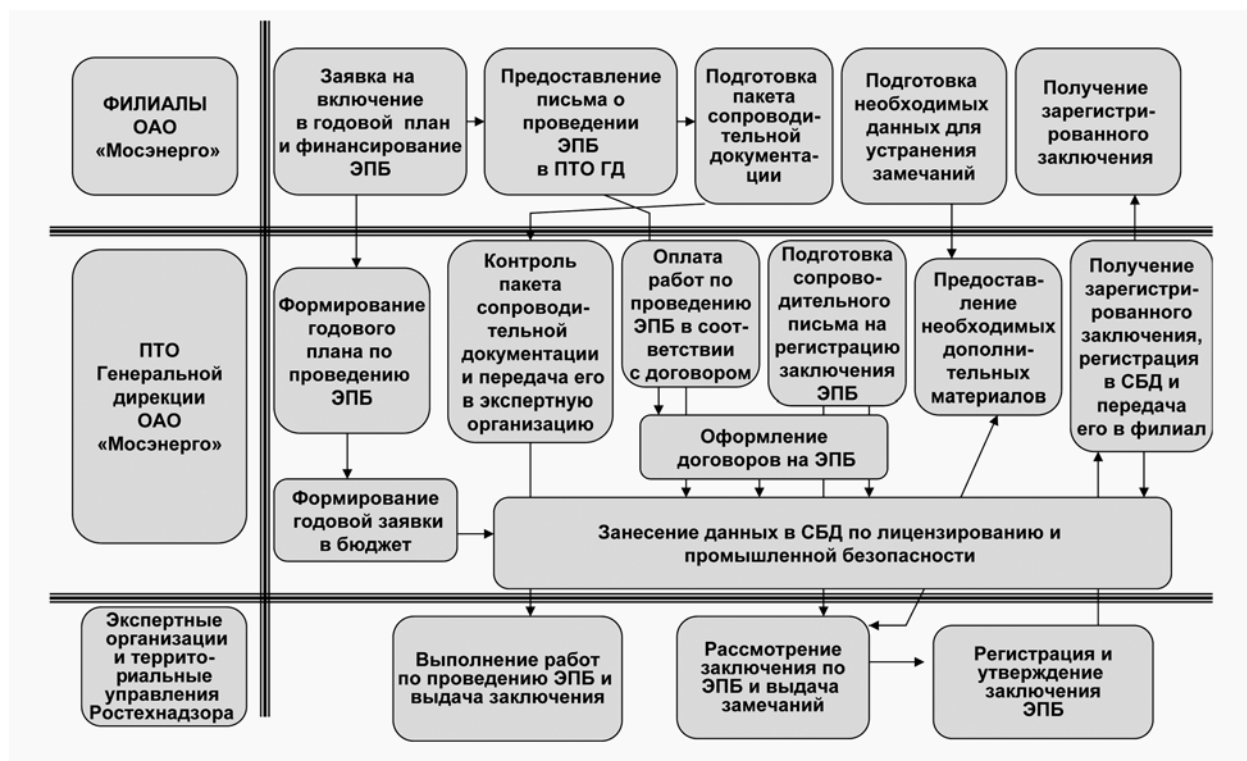 ФИЛИАЛЫ
ОАО
«Мосэнерго»
Заявка на
включение
в годовой план
и финансирование
ЭПБ
Предоставление
письма о
проведении
ЭПБ
в ПТО ГД
Подготовка
пакета
сопроводи-
тельной
документа-
ции
Подготовка
необходимых
данных для
устранения
замечаний
Получение
зарегистри-
рованного
заключения
ПТО
Генеральной
дирекции
ОАО
«Мосэнерго»
Формирование
годового
плана по
проведению
ЭПБ
Контроль
пакета
сопроводи-
тельной
документации
и передача его
в экспертную
организацию
Оплата
работ по
проведению
ЭПБ в соот-
ветствии
с договором
Подготовка
сопрово-
дительного
письма на
регистрацию
заключения
ЭПБ
Предостав-
ление
необходимых
дополни-
тельных
материалов
Получение
зарегистри-
рованного
заключения,
регистрация
в СБД и
передача
его в филиал
Оформление
договоров на ЭПБ
Формирование
годовой заявки
в бюджет
Занесение данных в СБД по лицензированию и
промышленной безопасности
Экспертные
организации
и террито-
риальные
управления
Ростехнадзора
Выполнение работ
по проведению ЭПБ и
выдача заключения
Рассмотрение
заключения по
ЭПБ и выдача
замечаний
Регистрация и
утверждение
заключения
ЭПБ